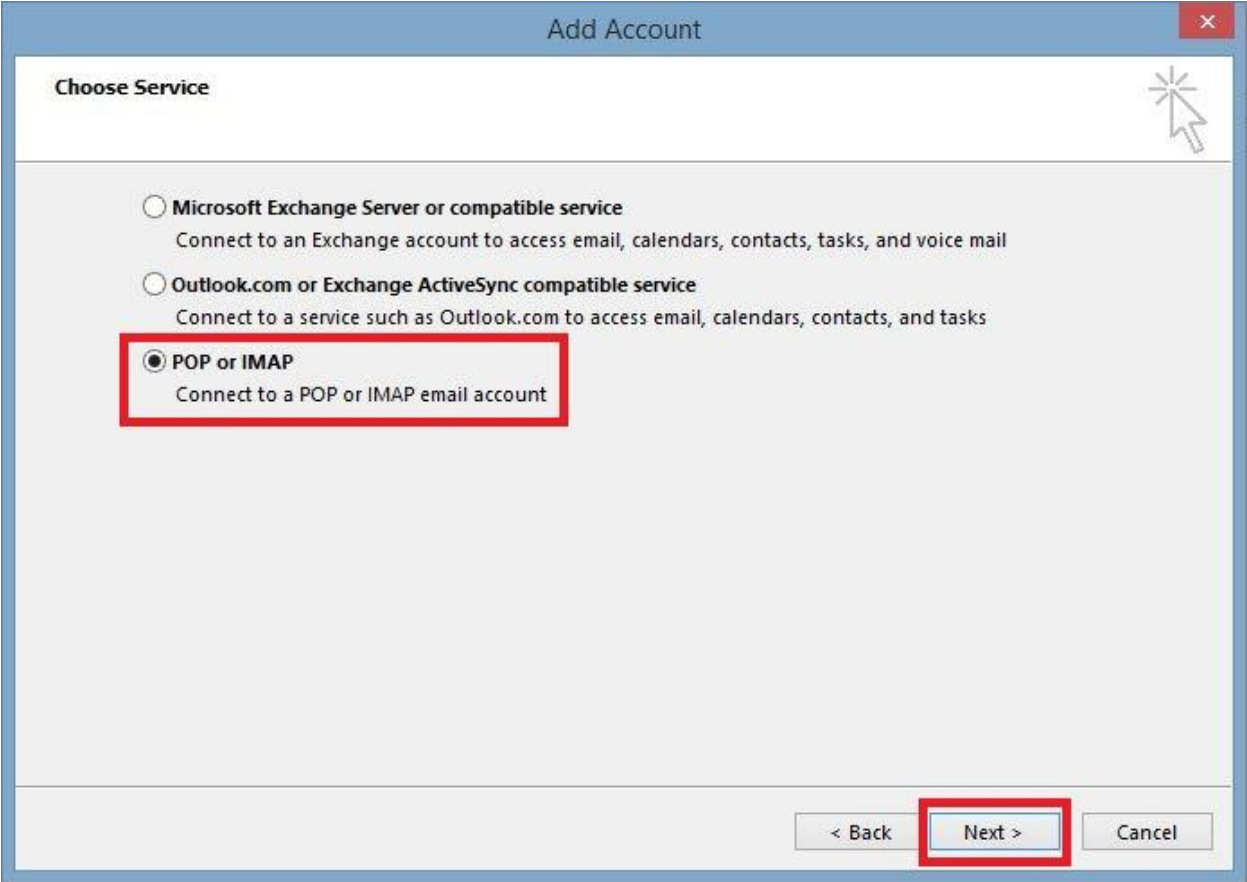 Add Account
Choose Service
Microsoft Exchange Server or compatible service
Connect to an Exchange account to access email, calendars, contacts, tasks, and voice mail
Outlook.com or Exchange ActiveSync compatible service
Connect to a service such as Outlook.com to access email, calendars, contacts, and tasks
POP or IMAP
Connect to a POP or IMAP email account
< Back Next > Cancel